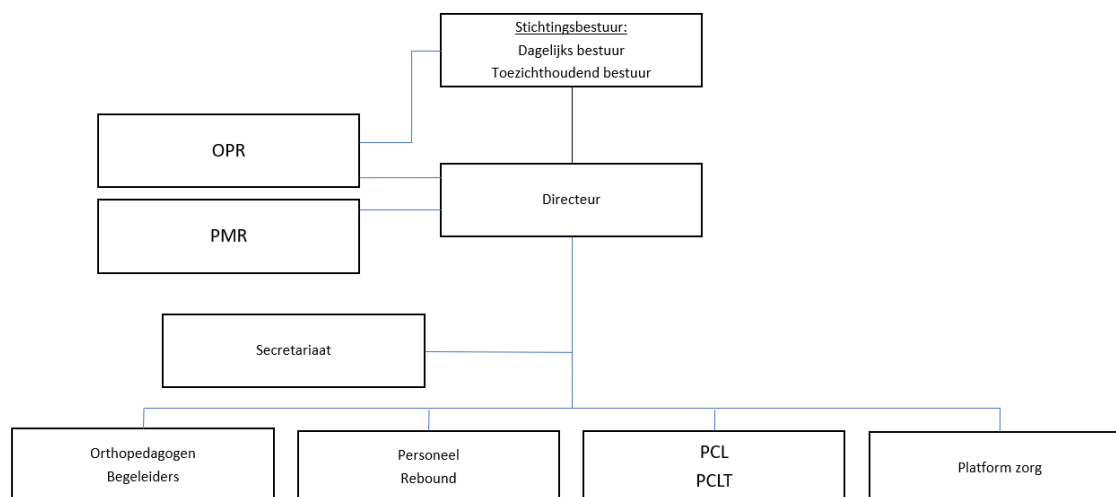 Stichtingsbestuur:
Dagelijks bestuur
Toezichthoudend bestuur
OPR
Directeur
PMR
Secretariaat
Orthopedagogen
Begeleiders
Personeel
Rebound
PCL
PCLT
Platform zorg